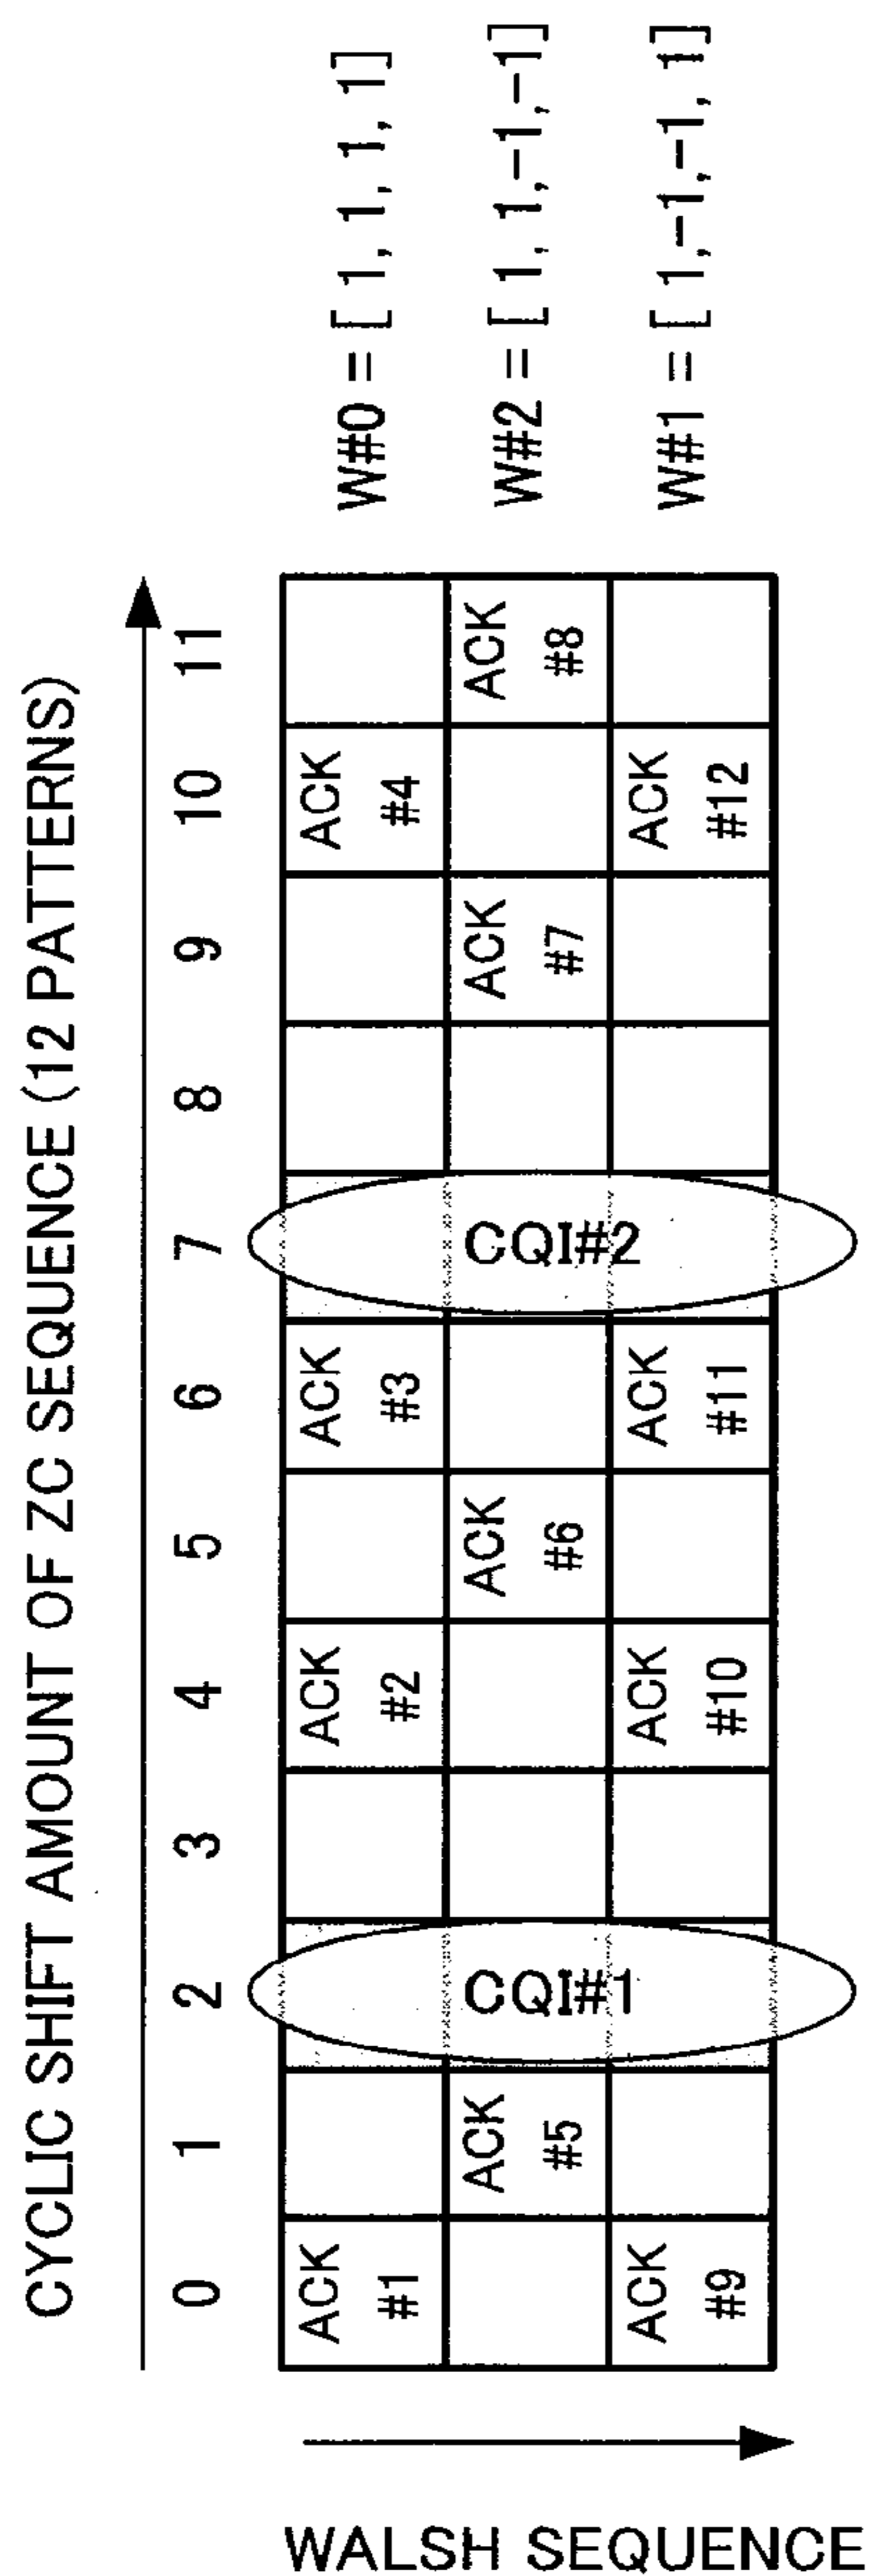 CYCLIC SHIFT AMOUNT OF ZC SEQUENCE (12 PATTERNS)
0 1 2 3 4 5 6 7 8 9 10 11
ACK #1 ACK #2 ACK #3 ACK #4 W#0 = [ 1, 1, 1, 1]
ACK #5 CQI#1 ACK #6 CQI#2 ACK #7 ACK #8 W#2 = [ 1, 1,-1,-1]
ACK #9 ACK #10 ACK #11 ACK #12 W#1 = [ 1,-1,-1, 1]
WALSH SEQUENCE